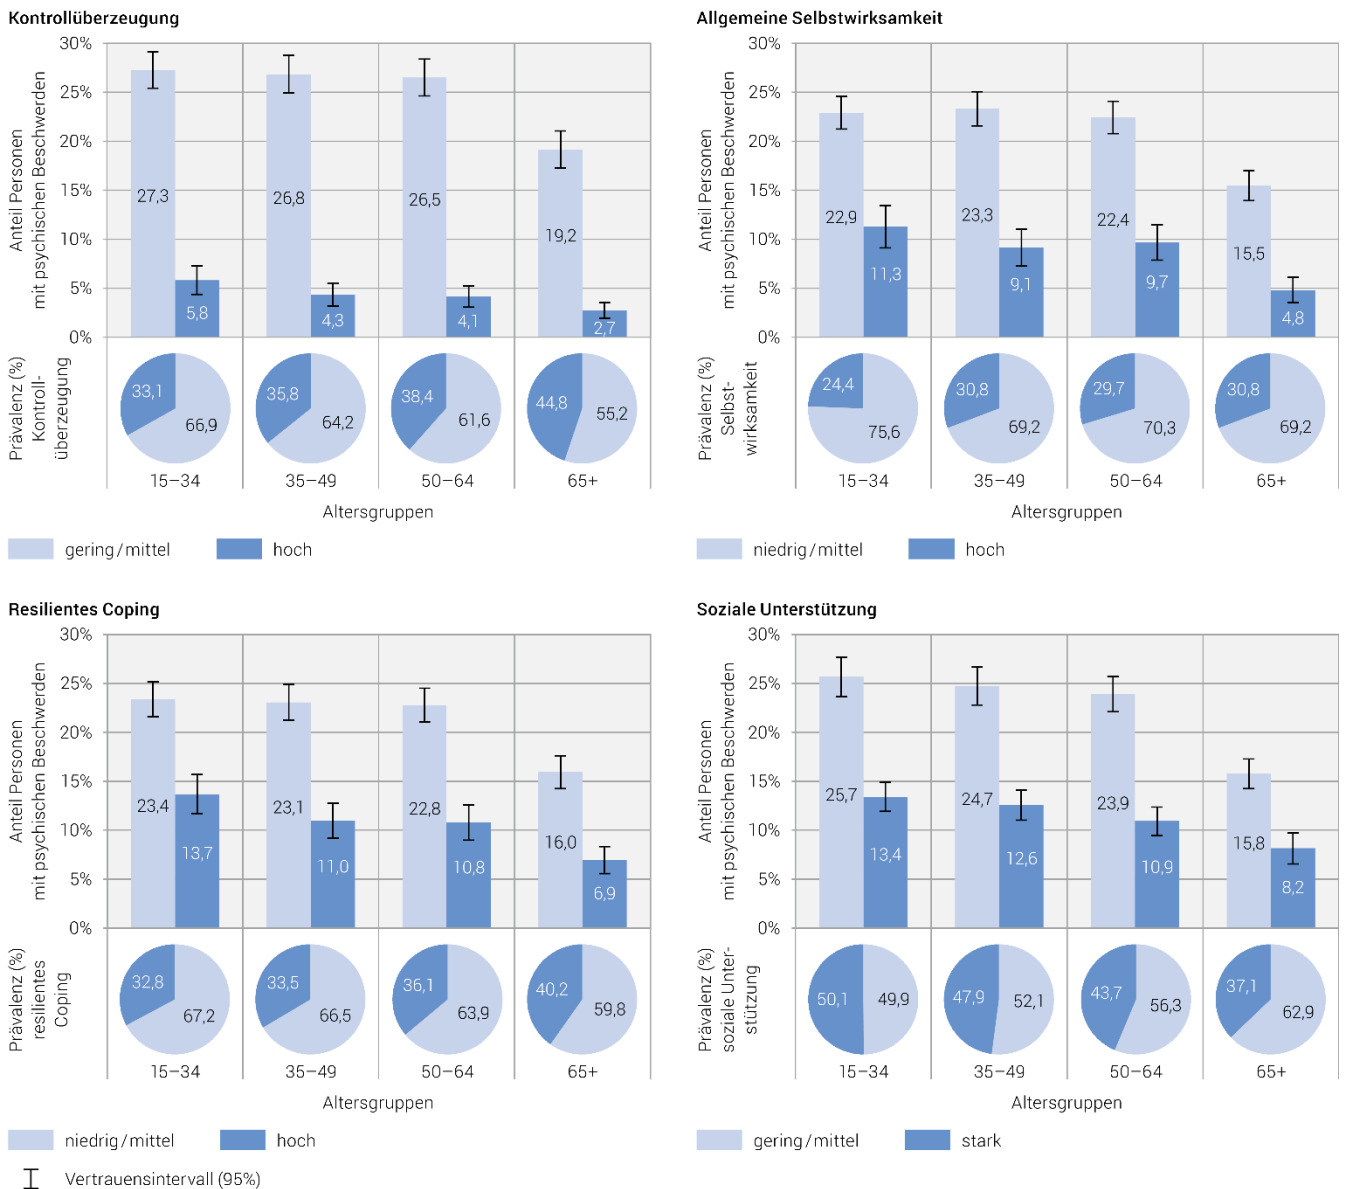 Kontrollüberzeugung
Anteil Personen
mit psychischen Beschwerden
30%
25%
20%
15%
10%
5%
0%
27,3
5,8
26,8
4,3
26,5
4,1
19,2
2,7
Prävalenz (%)
Kontroll-
überzeugung
33,1
66,9
35,8
64,2
38,4
61,6
44,8
55,2
15–34
35–49
50–64
65+
Altersgruppen
gering/mittel
hoch
Allgemeine Selbstwirksamkeit
Anteil Personen
mit psychischen Beschwerden
30%
25%
20%
15%
10%
5%
0%
22,9
11,3
23,3
9,1
22,4
9,7
15,5
4,8
Prävalenz (%)
Selbst-
wirksamkeit
24,4
75,6
30,8
69,2
29,7
70,3
30,8
69,2
15–34
35–49
50–64
65+
Altersgruppen
niedrig/mittel
hoch
Resilientes Coping
Anteil Personen
mit psychischen Beschwerden
30%
25%
20%
15%
10%
5%
0%
23,4
13,7
23,1
11,0
22,8
10,8
16,0
6,9
Prävalenz (%)
resilientes
Coping
32,8
67,2
33,5
66,5
36,1
63,9
40,2
59,8
15–34
35–49
50–64
65+
Altersgruppen
niedrig/mittel
hoch
Soziale Unterstützung
Anteil Personen
mit psychischen Beschwerden
30%
25%
20%
15%
10%
5%
0%
25,7
13,4
24,7
12,6
23,9
10,9
15,8
8,2
Prävalenz (%)
soziale Unter-
stützung
50,1
49,9
47,9
52,1
43,7
56,3
37,1
62,9
15–34
35–49
50–64
65+
Altersgruppen
gering/mittel
stark
Vertrauensintervall (95%)